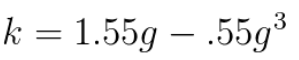 k = 1.55g − .55g³